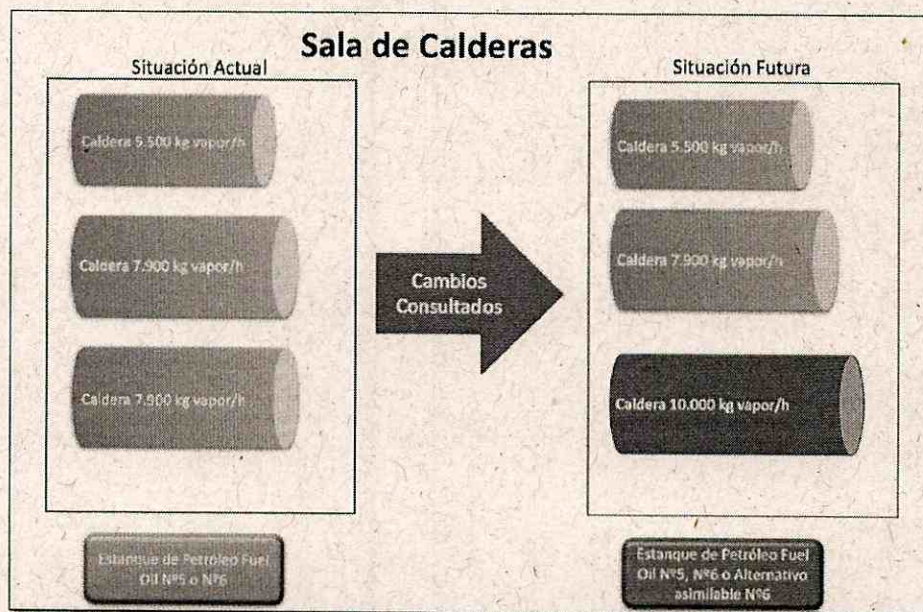 Sala de Calderas
Situación Actual
Caldera 5.500 kg vapor/h
Caldera 7.900 kg vapor/h
Caldera 7.900 kg vapor/h
Estanque de Petróleo Fuel
Oil Nº5 o Nº6
Cambios
Consultados
Situación Futura
Caldera 5.500 kg vapor/h
Caldera 7.900 kg vapor/h
Caldera 10.000 kg vapor/h
Estanque de Petróleo Fuel
Oil Nº5, Nº6 o Alternativo
asimilable Nº6